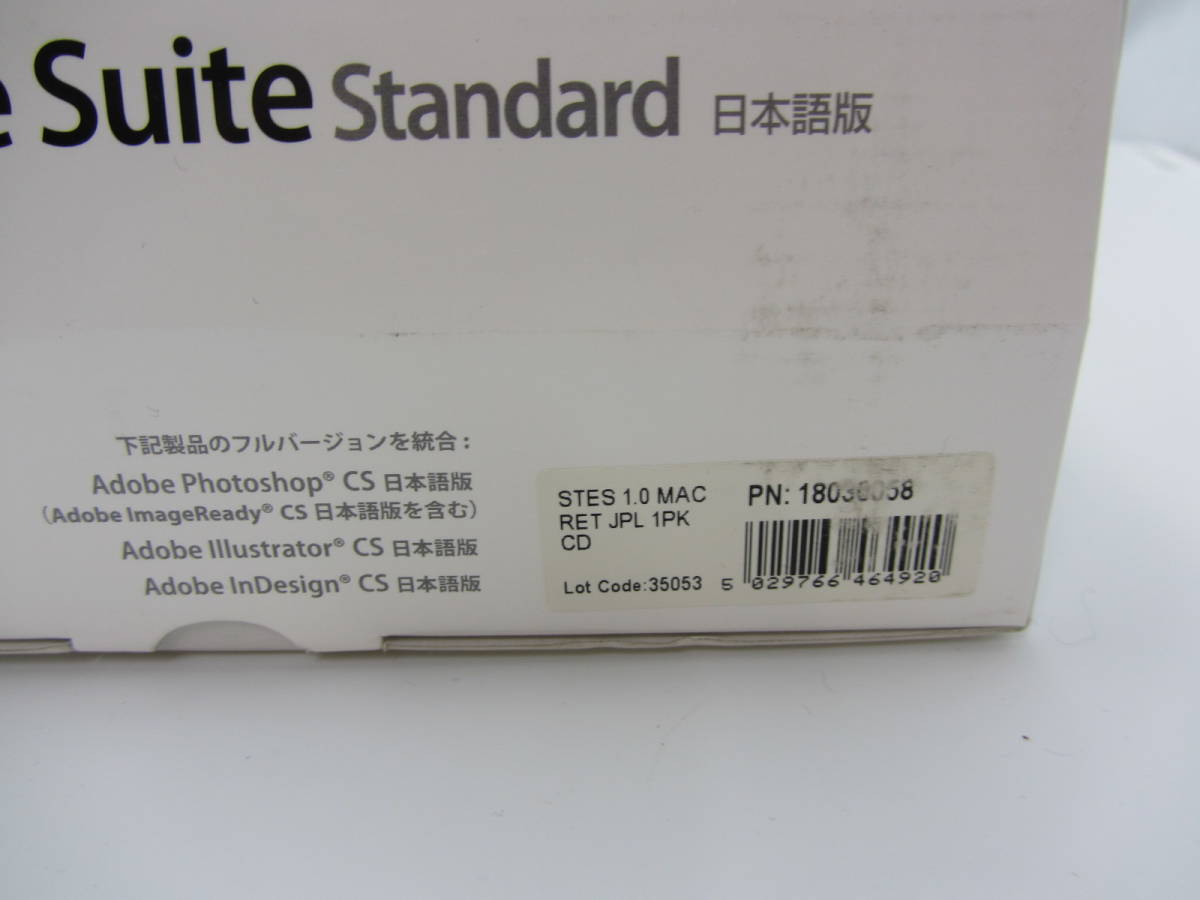 e Suite Standard 日本語版
下記製品のフルバージョンを統合：
Adobe Photoshop® CS 日本語版
（Adobe ImageReady® CS 日本語版を含む）
Adobe Illustrator® CS 日本語版
Adobe InDesign® CS 日本語版
STES 1.0 MAC
RET JPL 1PK
CD
Lot Code:35053
PN: 18030058
5 029766 464920